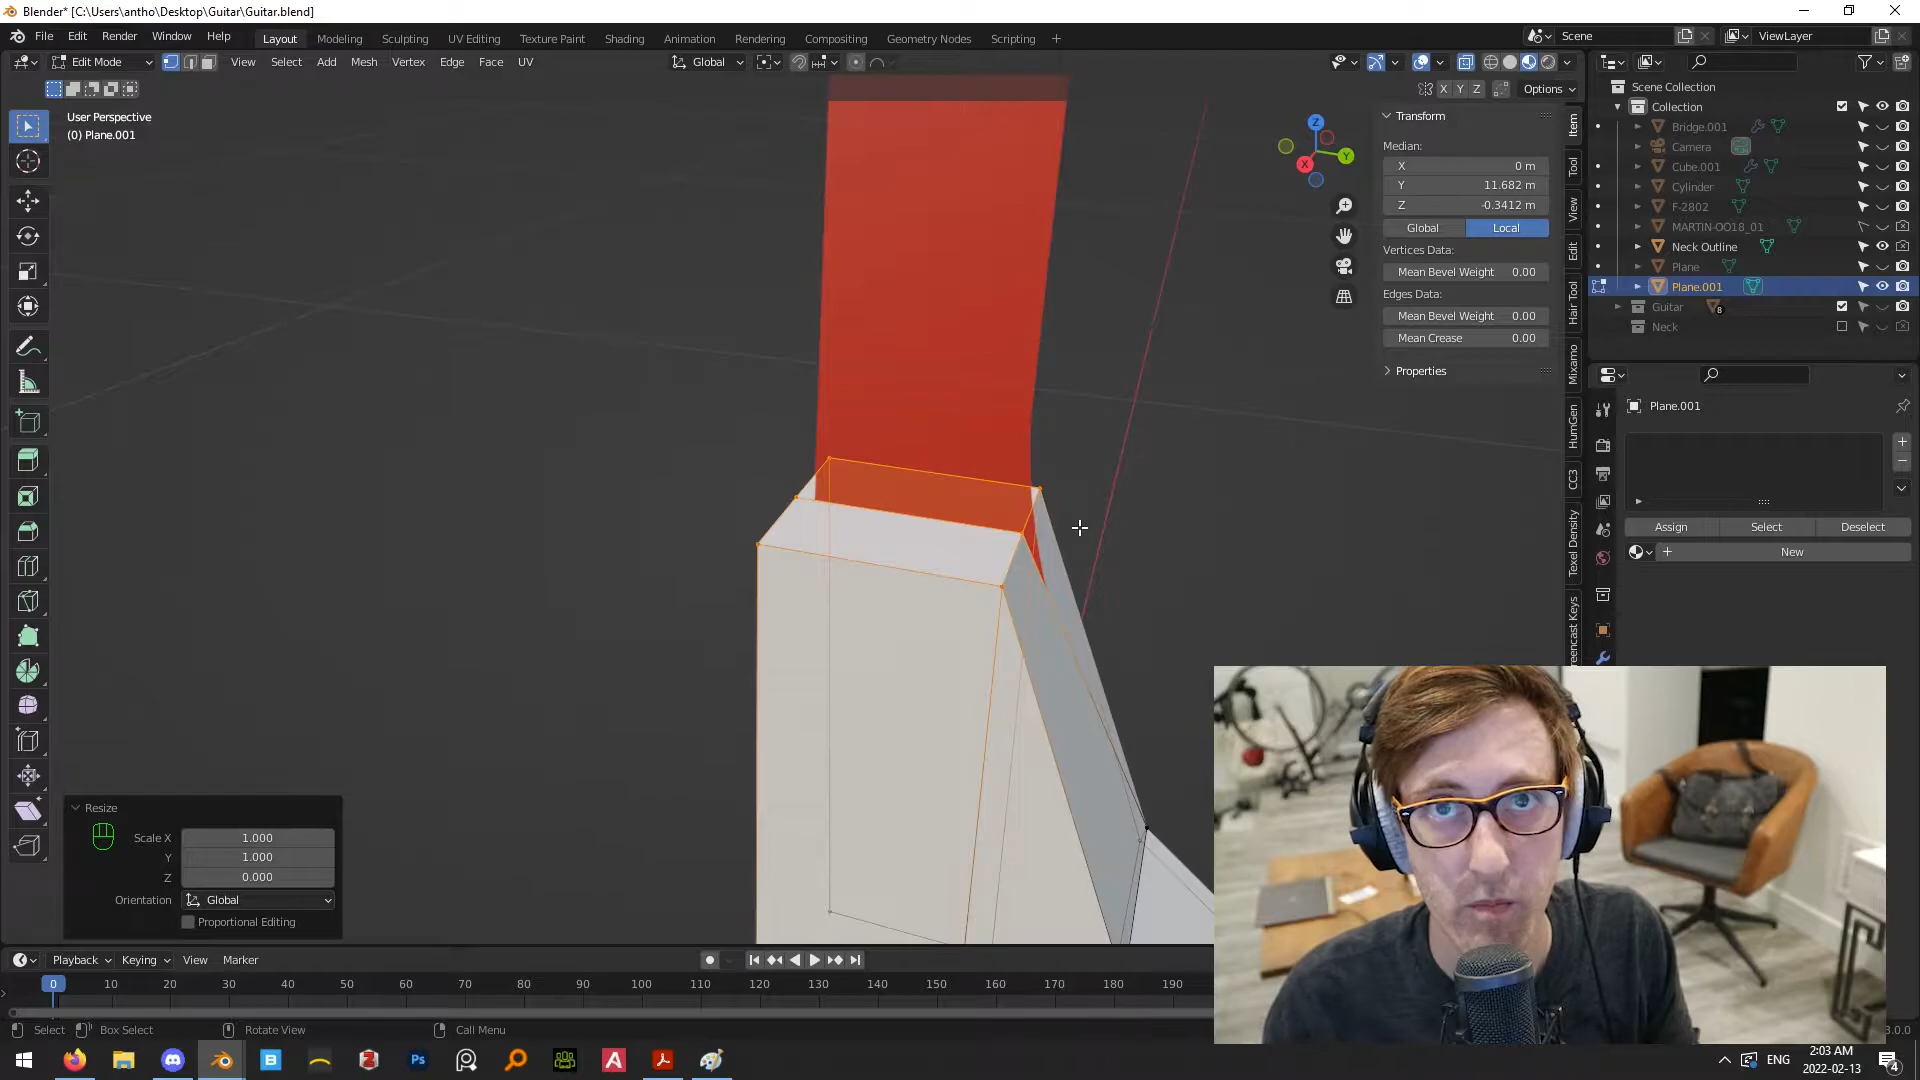 Blender* [C:\Users\antho\Desktop\Guitar\Guitar.blend]
File Edit Render Window Help Layout Modeling Sculpting UV Editing Texture Paint Shading Animation Rendering Compositing Geometry Nodes Scripting + Scene ViewLayer
Edit Mode View Select Add Mesh Vertex Edge Face UV Global
X Y Z Options
User Perspective
(0) Plane.001
Z
Y
X
Transform
Median:
X 0 m
Y 11.682 m
Z -0.3412 m
Global Local
Vertices Data:
Mean Bevel Weight 0.00
Edges Data:
Mean Bevel Weight 0.00
Mean Crease 0.00
Properties
Item
Tool
View
Edit
Hair Tool
Mixamo
HumGen
CC3
Texel Density
reencast Keys
Scene Collection
Collection
Bridge.001
Camera
Cube.001
Cylinder
F-2802
MARTIN-OO18_01
Neck Outline
Plane
Plane.001
Guitar 8
Neck
Plane.001
Assign Select Deselect
New
Resize
Scale X 1.000
Y 1.000
Z 0.000
Orientation Global
Proportional Editing
Playback Keying View Marker
0 10 20 30 40 50 60 70 80 90 100 110 120 130 140 150 160 170 180 190
Select Box Select Rotate View Call Menu
3.0.0
ENG
2:03 AM
2022-02-13
4